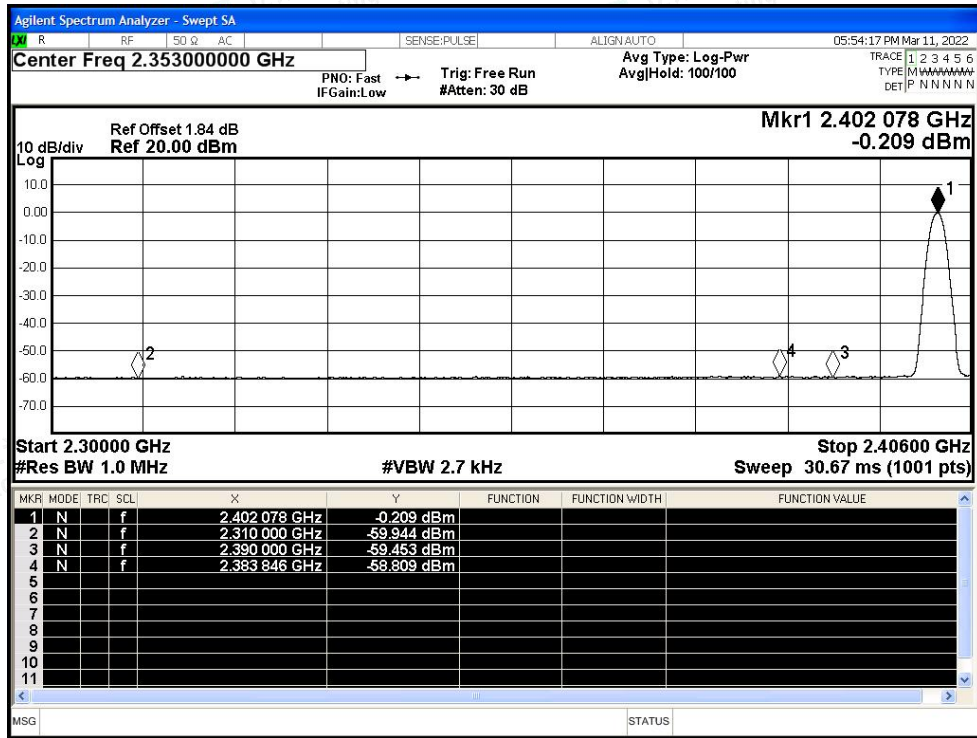 Agilent Spectrum Analyzer - Swept SA
LXI R RF 50 Ω AC SENSE:PULSE ALIGN AUTO 05:54:17 PM Mar 11, 2022
Center Freq 2.353000000 GHz
PNO: Fast
IFGain:Low
Trig: Free Run
#Atten: 30 dB
Avg Type: Log-Pwr
Avg|Hold: 100/100
TRACE 1 2 3 4 5 6
TYPE M
DET P N N N N N
Mkr1 2.402 078 GHz
-0.209 dBm
Ref Offset 1.84 dB
10 dB/div Ref 20.00 dBm
Log
10.0
0.00
-10.0
-20.0
-30.0
-40.0
-50.0
-60.0
-70.0
1
2
4
3
Start 2.30000 GHz Stop 2.40600 GHz
#Res BW 1.0 MHz #VBW 2.7 kHz Sweep 30.67 ms (1001 pts)
MKR MODE TRC SCL X Y FUNCTION FUNCTION WIDTH FUNCTION VALUE
1 N f 2.402 078 GHz -0.209 dBm
2 N f 2.310 000 GHz -59.944 dBm
3 N f 2.390 000 GHz -59.453 dBm
4 N f 2.383 846 GHz -58.809 dBm
5
6
7
8
9
10
11
MSG STATUS